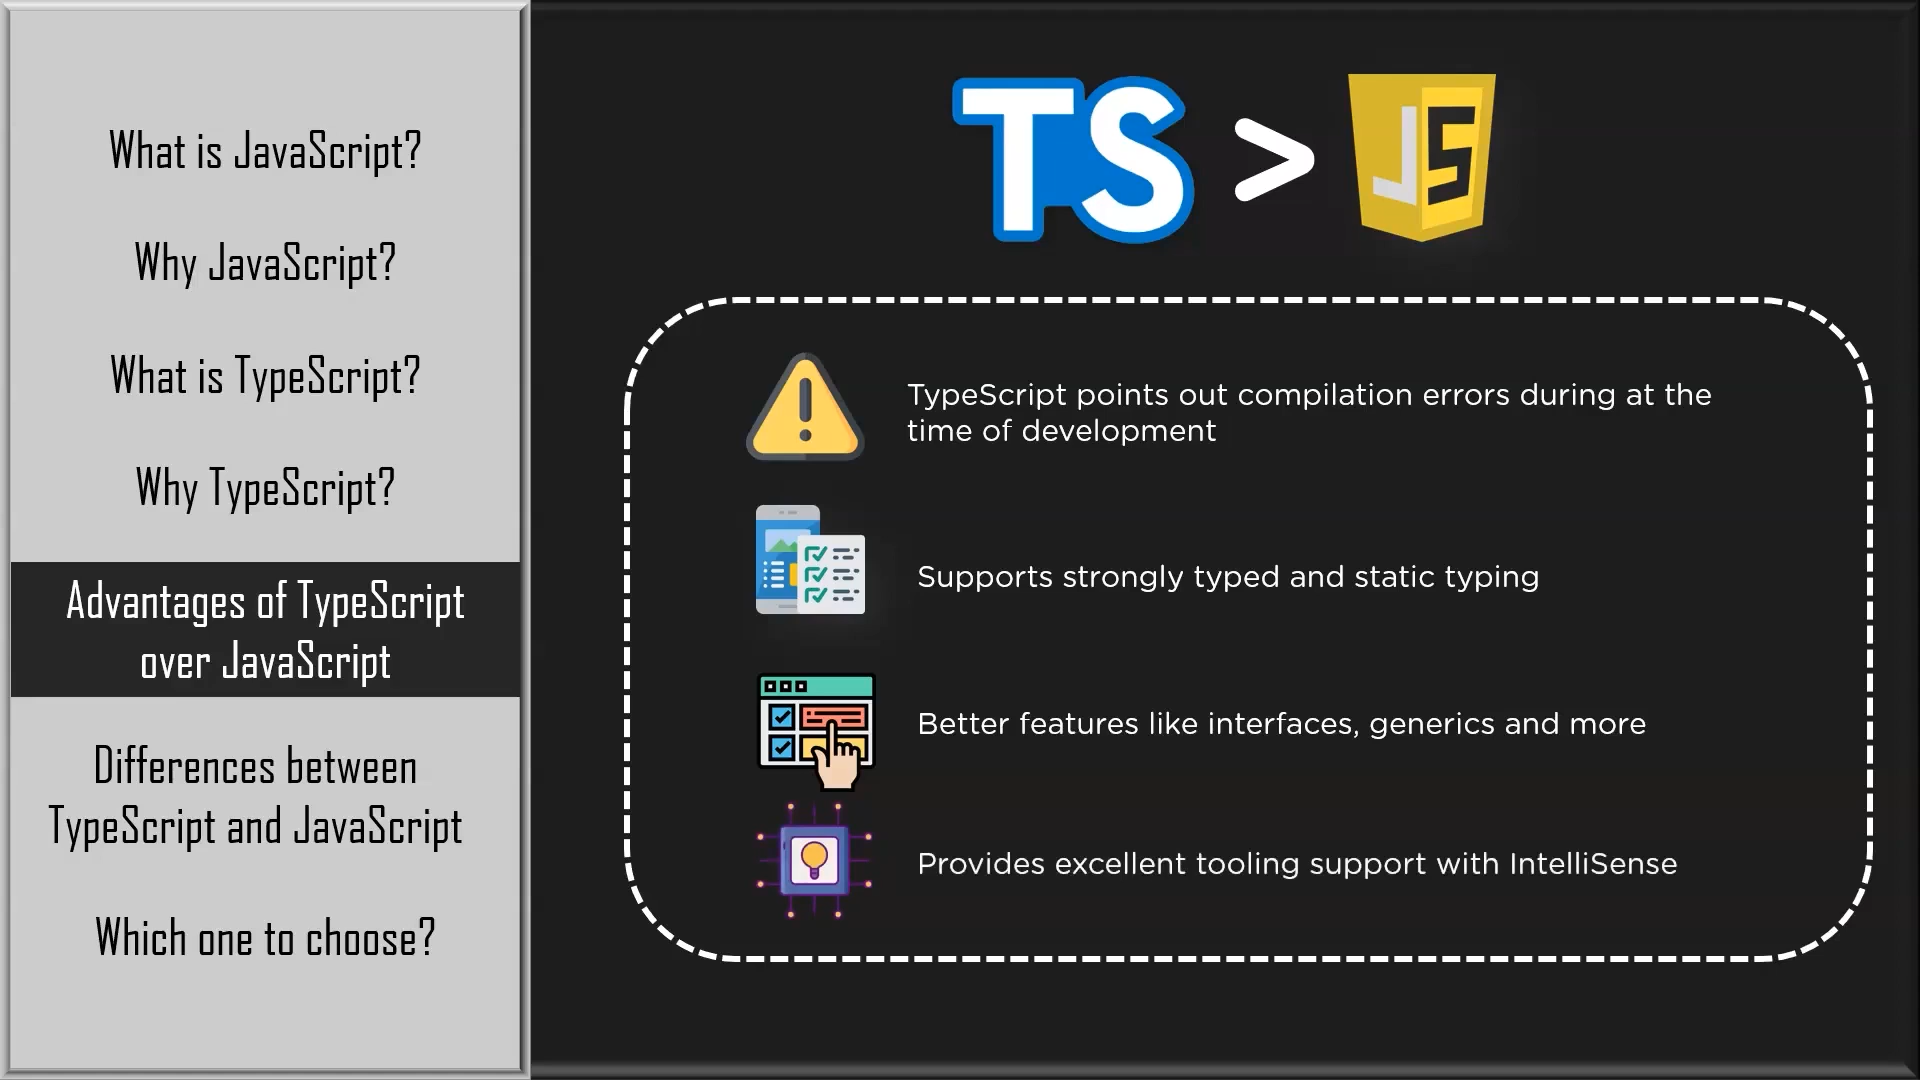 What is JavaScript?
Why JavaScript?
What is TypeScript?
Why TypeScript?
Advantages of TypeScript
over JavaScript
Differences between
TypeScript and JavaScript
Which one to choose?
TS > JS
TypeScript points out compilation errors during at the
time of development
Supports strongly typed and static typing
Better features like interfaces, generics and more
Provides excellent tooling support with IntelliSense